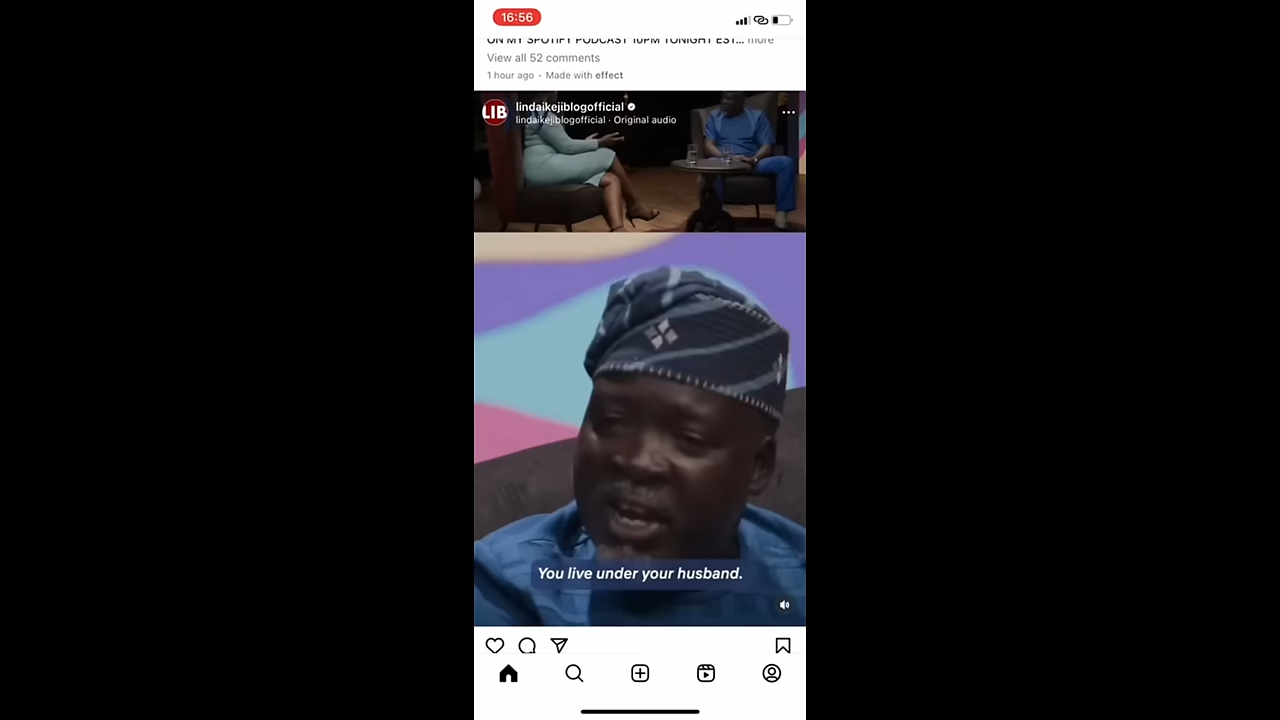 16:56
ON MY SPOTIFY PODCAST 10PM TONIGHT EST... more
View all 52 comments
1 hour ago · Made with effect
LIB
lindaikejiblogofficial
lindaikejiblogofficial · Original audio
You live under your husband.